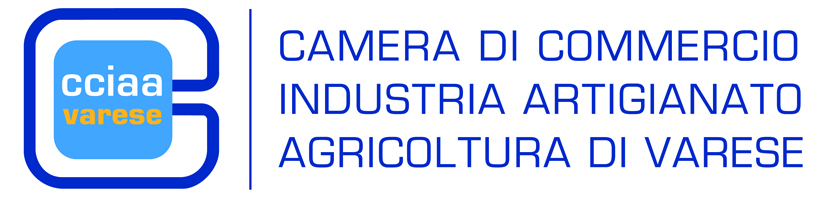 cciaa
varese
CAMERA DI COMMERCIO
INDUSTRIA ARTIGIANATO
AGRICOLTURA DI VARESE